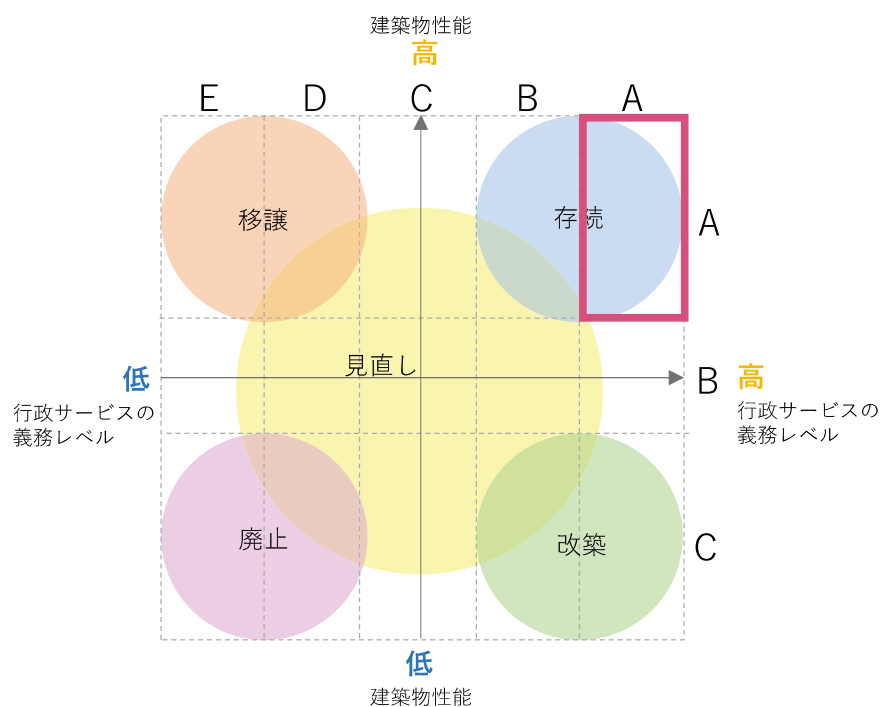 建築物性能
高
E D C B A
移譲
存続
A
見直し
低
B
高
行政サービスの
義務レベル
行政サービスの
義務レベル
廃止
改築
C
低
建築物性能